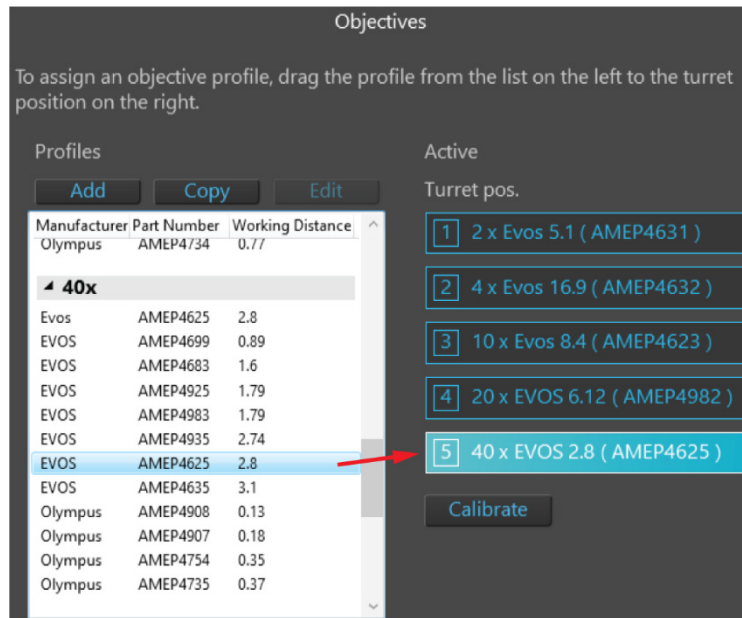 Objectives
To assign an objective profile, drag the profile from the list on the left to the turret
position on the right.
Profiles
Add Copy Edit
Manufacturer Part Number Working Distance
Olympus AMEP4734 0.77
40x
Evos AMEP4625 2.8
EVOS AMEP4699 0.89
EVOS AMEP4683 1.6
EVOS AMEP4925 1.79
EVOS AMEP4983 1.79
EVOS AMEP4935 2.74
EVOS AMEP4625 2.8
EVOS AMEP4635 3.1
Olympus AMEP4908 0.13
Olympus AMEP4907 0.18
Olympus AMEP4754 0.35
Olympus AMEP4735 0.37
Active
Turret pos.
1 2 x Evos 5.1 ( AMEP4631 )
2 4 x Evos 16.9 ( AMEP4632 )
3 10 x Evos 8.4 ( AMEP4623 )
4 20 x EVOS 6.12 ( AMEP4982 )
5 40 x EVOS 2.8 ( AMEP4625 )
Calibrate